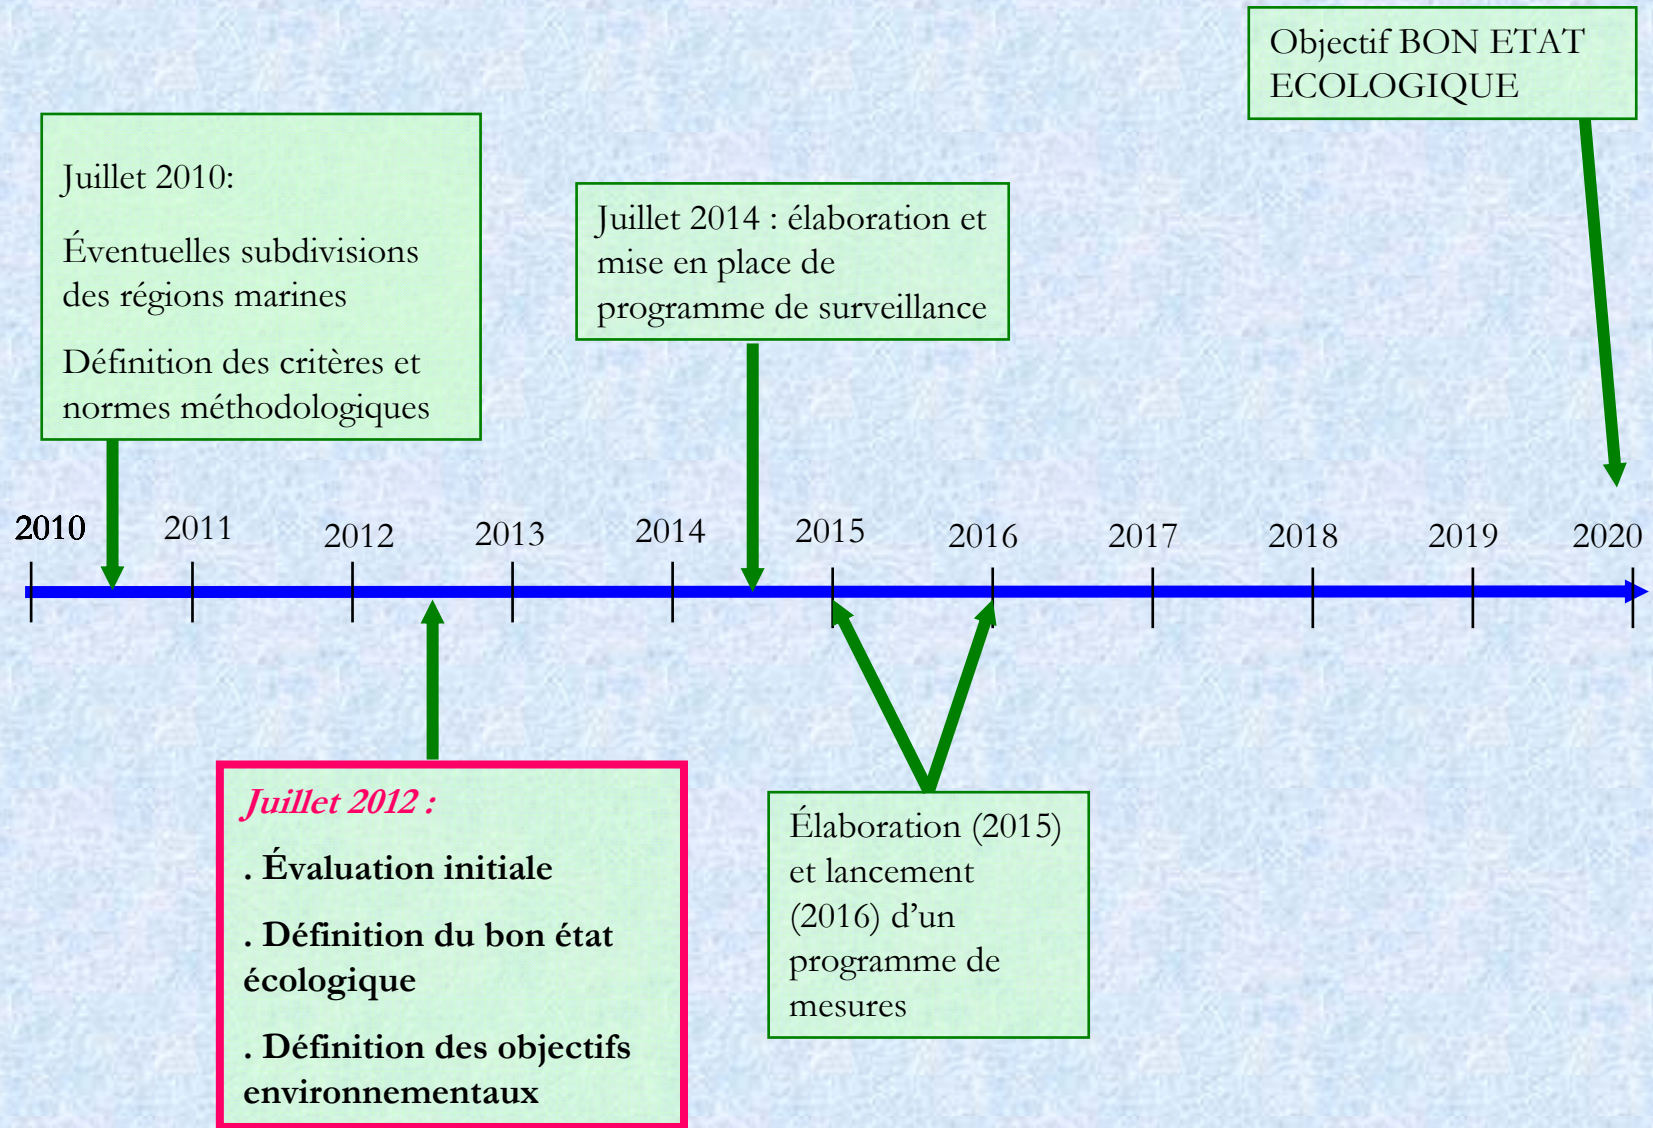 Objectif BON ETAT
ECOLOGIQUE
Juillet 2010:
Éventuelles subdivisions
des régions marines
Définition des critères et
normes méthodologiques
Juillet 2014 : élaboration et
mise en place de
programme de surveillance
2010 2011 2012 2013 2014 2015 2016 2017 2018 2019 2020
Juillet 2012 :
. Évaluation initiale
. Définition du bon état
écologique
. Définition des objectifs
environnementaux
Élaboration (2015)
et lancement
(2016) d’un
programme de
mesures